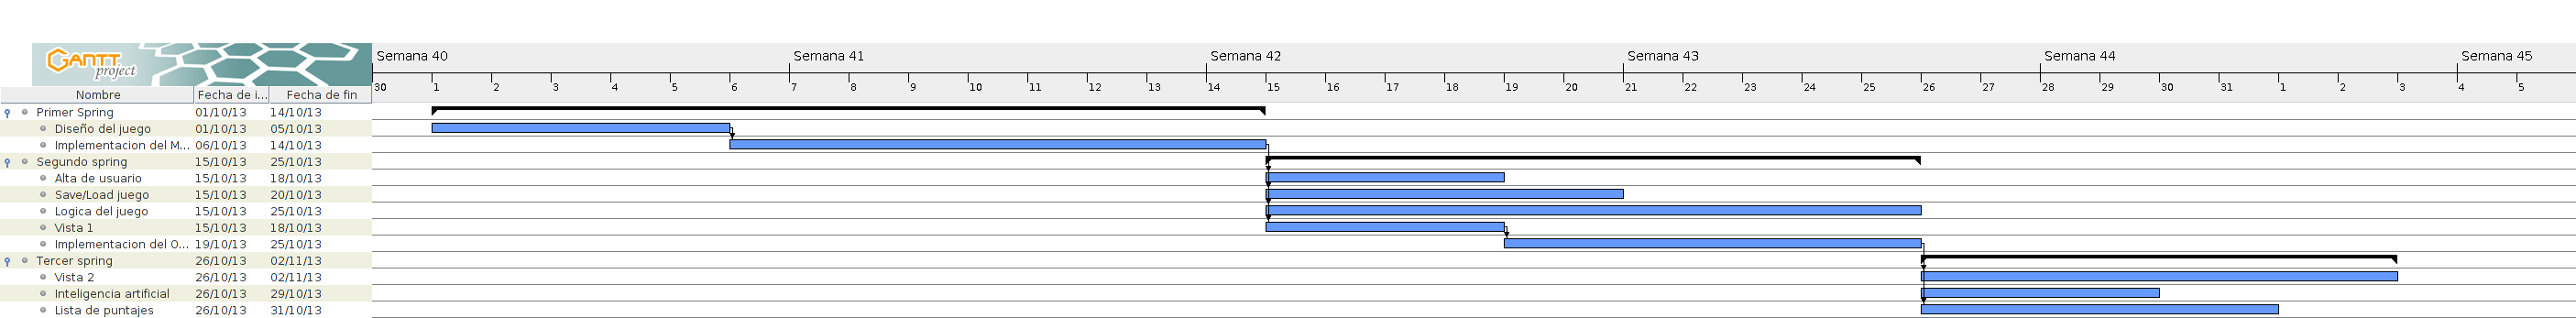 GANTT project
Semana 40 Semana 41 Semana 42 Semana 43 Semana 44 Semana 45
30 1 2 3 4 5 6 7 8 9 10 11 12 13 14 15 16 17 18 19 20 21 22 23 24 25 26 27 28 29 30 31 1 2 3 4 5
Nombre Fecha de i... Fecha de fin
Primer Spring 01/10/13 14/10/13
Diseño del juego 01/10/13 05/10/13
Implementacion del M... 06/10/13 14/10/13
Segundo spring 15/10/13 25/10/13
Alta de usuario 15/10/13 18/10/13
Save/Load juego 15/10/13 20/10/13
Logica del juego 15/10/13 25/10/13
Vista 1 15/10/13 18/10/13
Implementacion del O... 19/10/13 25/10/13
Tercer spring 26/10/13 02/11/13
Vista 2 26/10/13 02/11/13
Inteligencia artificial 26/10/13 29/10/13
Lista de puntajes 26/10/13 31/10/13